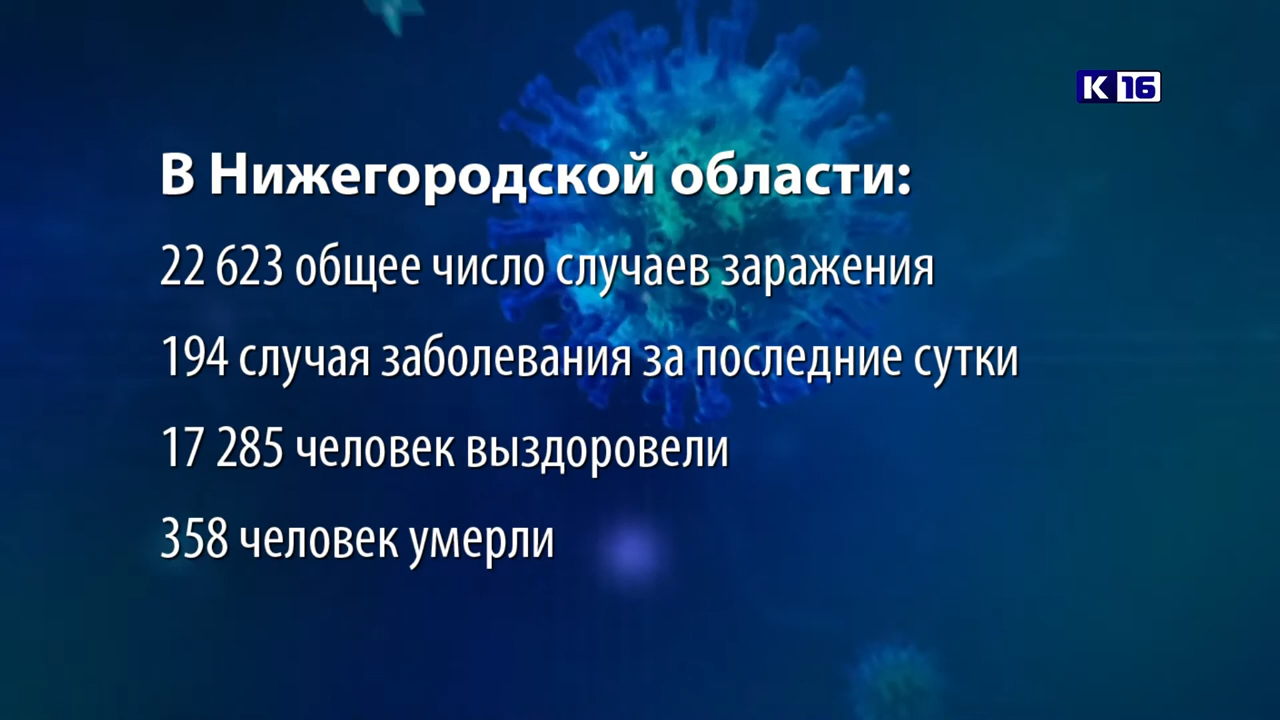 К 16
В Нижегородской области:
22 623 общее число случаев заражения
194 случая заболевания за последние сутки
17 285 человек выздоровели
358 человек умерли